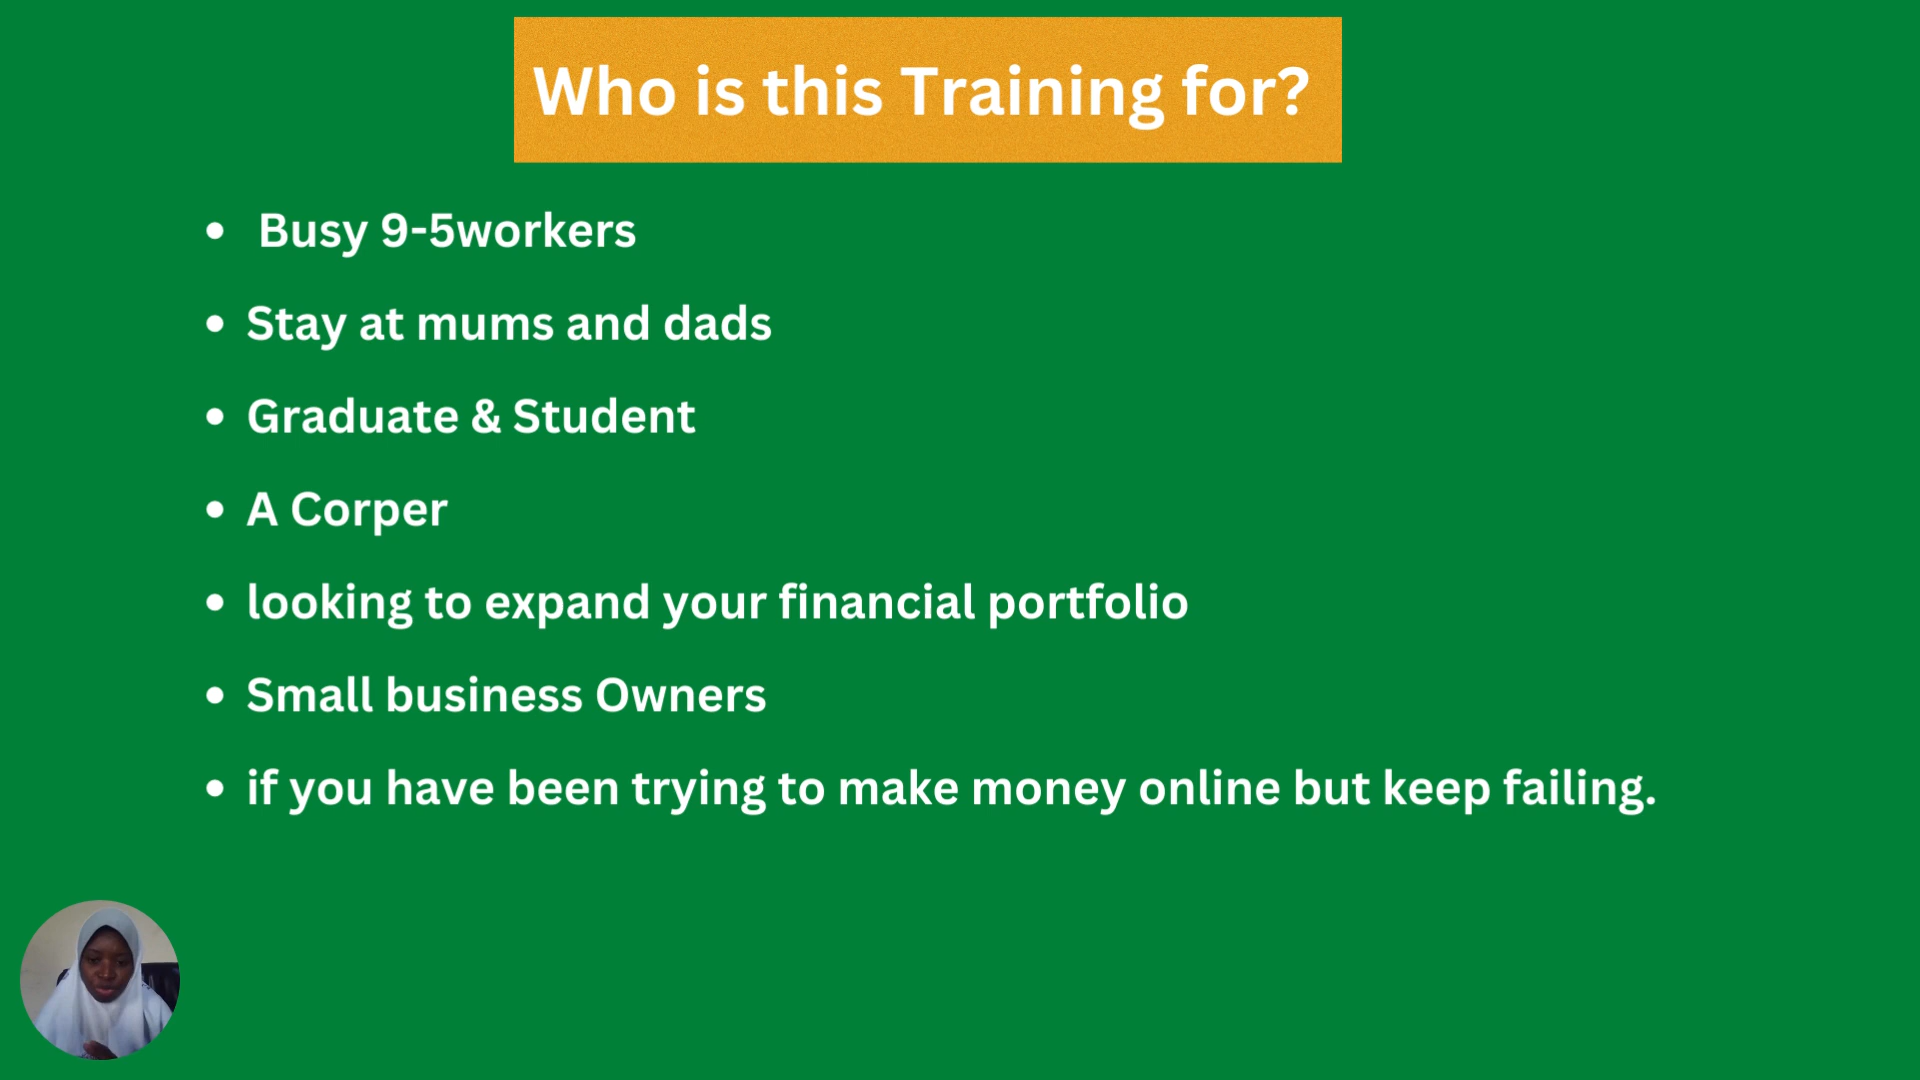 Who is this Training for?
• Busy 9-5workers
• Stay at mums and dads
• Graduate & Student
• A Corper
• looking to expand your financial portfolio
• Small business Owners
• if you have been trying to make money online but keep failing.